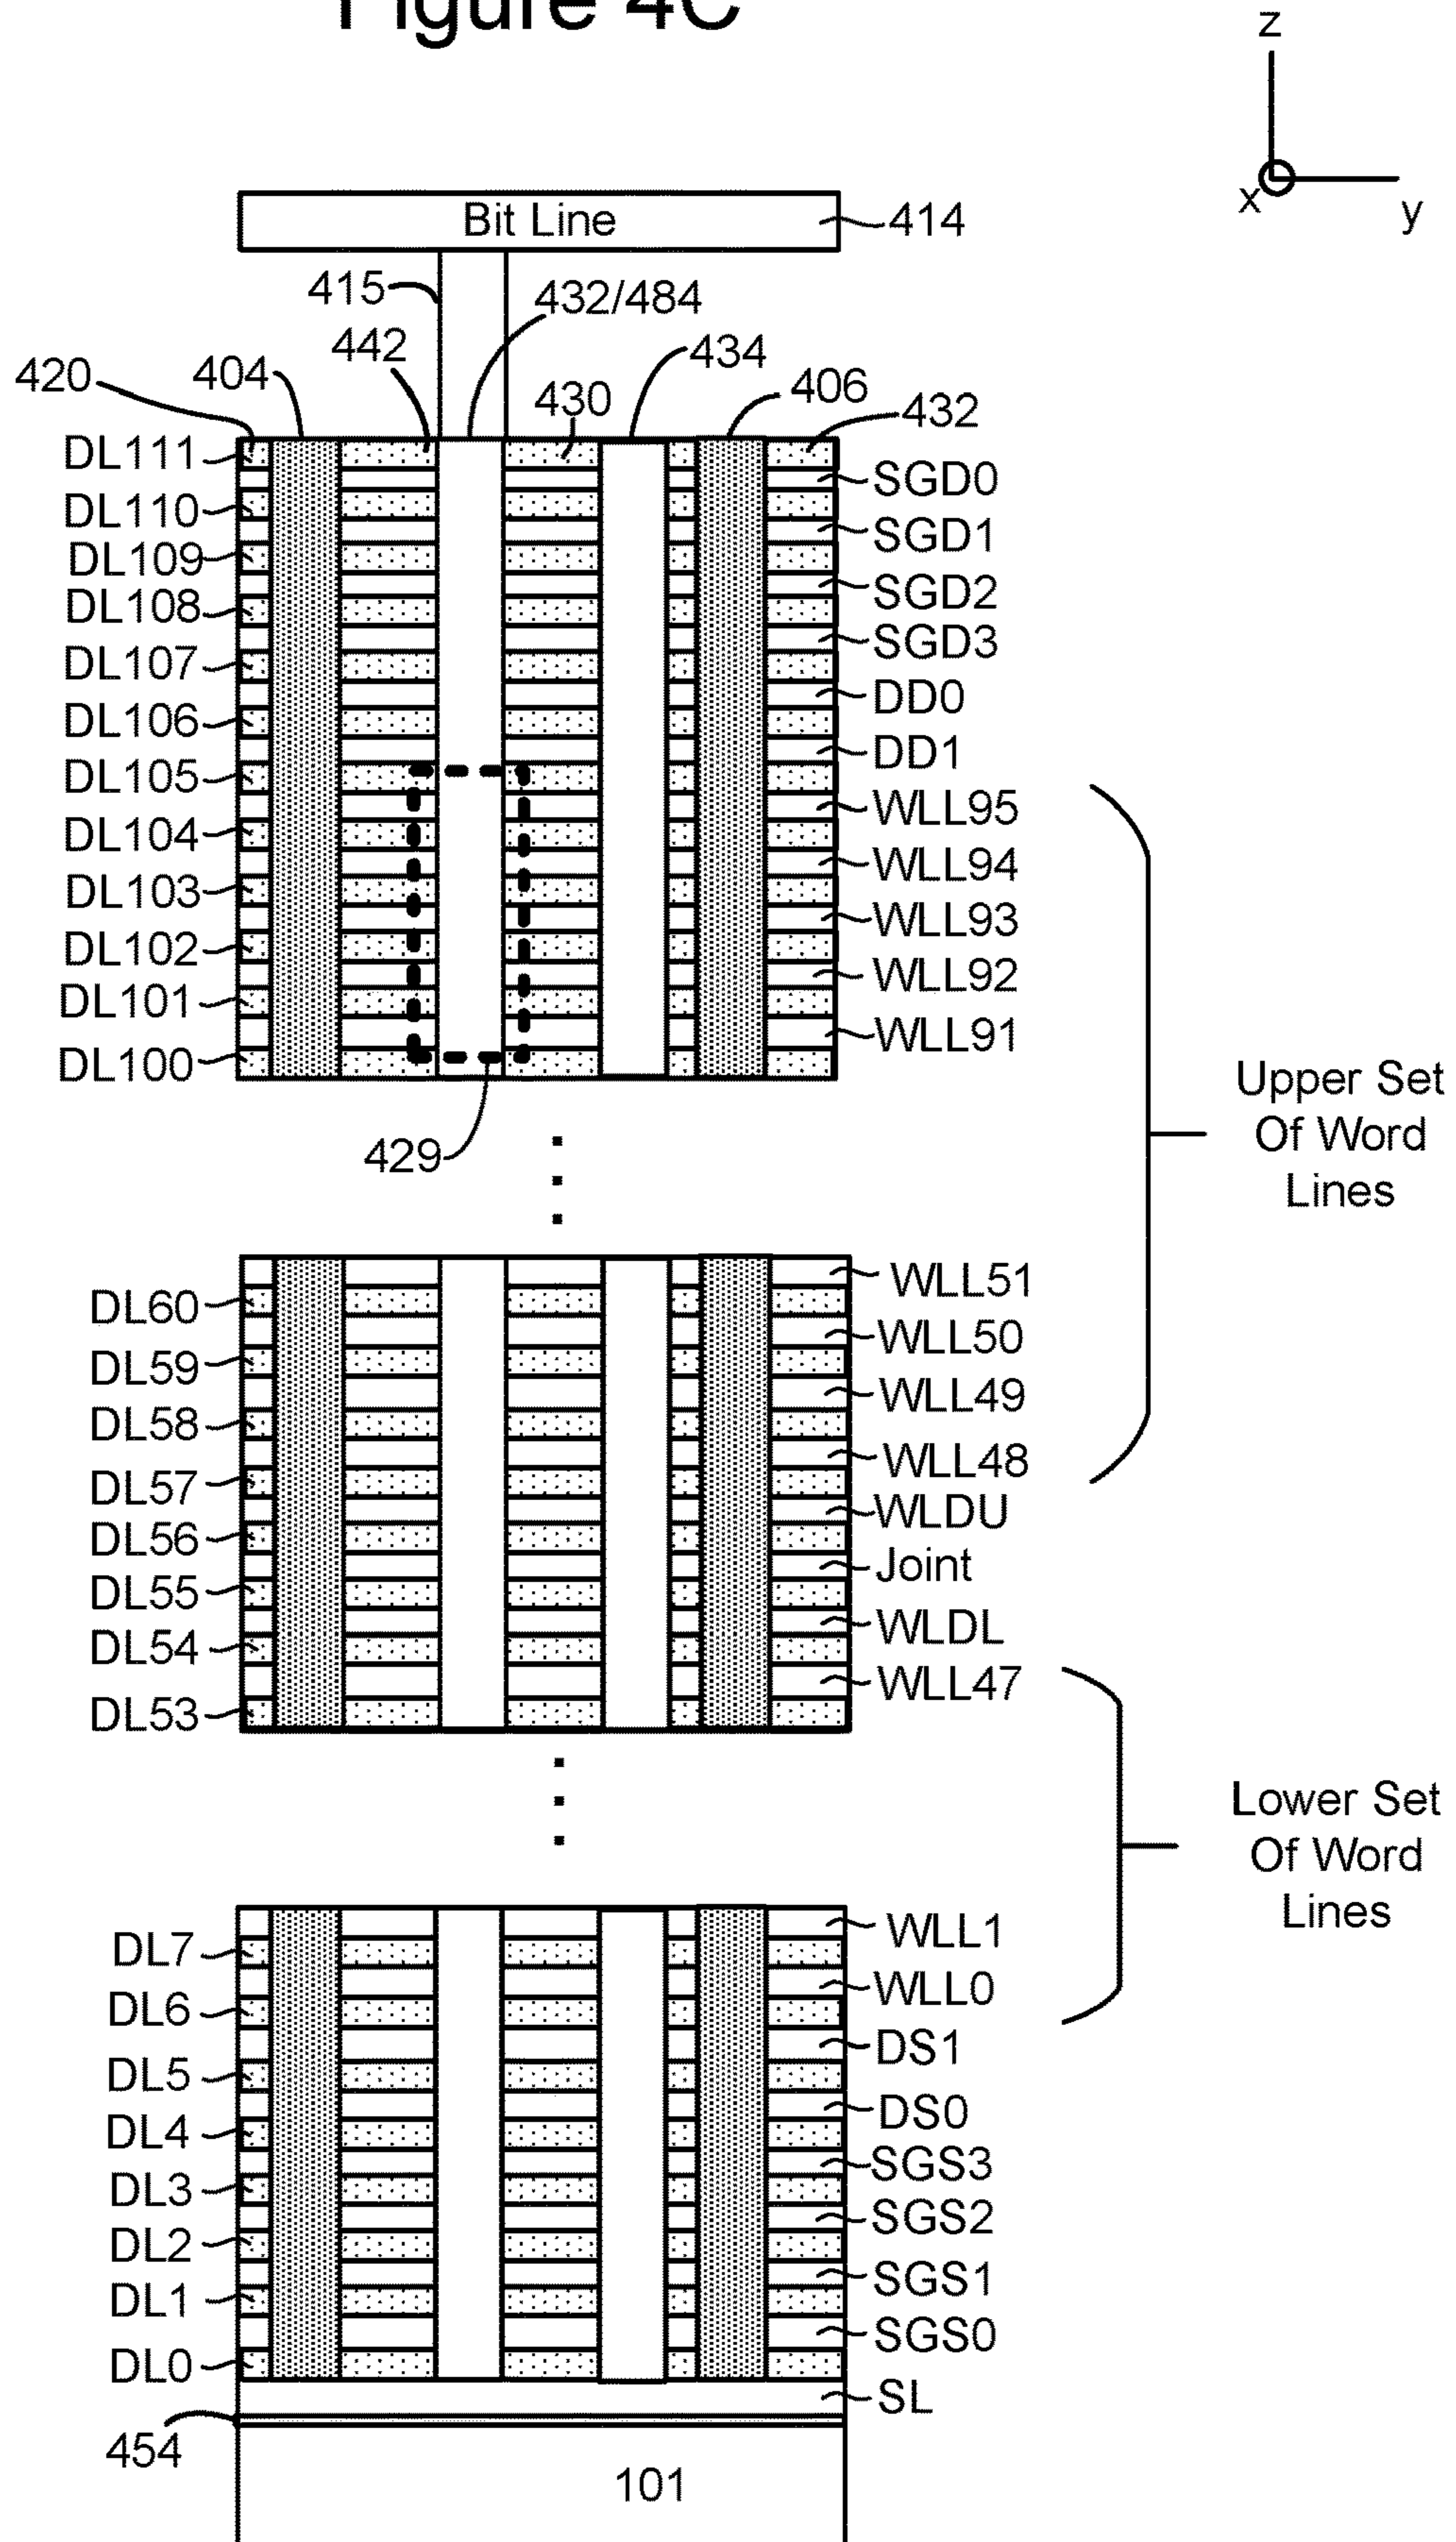 Figure 4C
z
x
y
Bit Line
414
415
432/484
442
434
420
404
430
406
432
DL111
SGD0
DL110
SGD1
DL109
SGD2
DL108
SGD3
DL107
DD0
DL106
DD1
DL105
WLL95
DL104
WLL94
DL103
WLL93
DL102
WLL92
DL101
WLL91
DL100
429
Upper Set
Of Word
Lines
WLL51
DL60
WLL50
DL59
WLL49
DL58
WLL48
DL57
WLDU
DL56
Joint
DL55
WLDL
DL54
WLL47
DL53
Lower Set
Of Word
Lines
WLL1
DL7
WLL0
DL6
DS1
DL5
DS0
DL4
SGS3
DL3
SGS2
DL2
SGS1
DL1
SGS0
DL0
SL
454
101